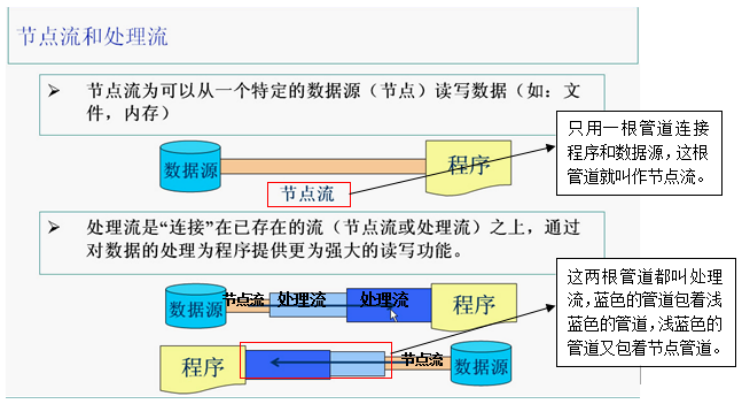 节点流和处理流
➢ 节点流为可以从一个特定的数据源（节点）读写数据（如：文
件，内存）
数据源
程序
节点流
只用一根管道连接
程序和数据源，这根
管道就叫作节点流。
➢ 处理流是“连接”在已存在的流（节点流或处理流）之上，通过
对数据的处理为程序提供更为强大的读写功能。
数据源 节点流 处理流 处理流 程序
这两根管道都叫处理
流，蓝色的管道包着浅
蓝色的管道，浅蓝色的
管道又包着节点管道。
程序 节点流 数据源